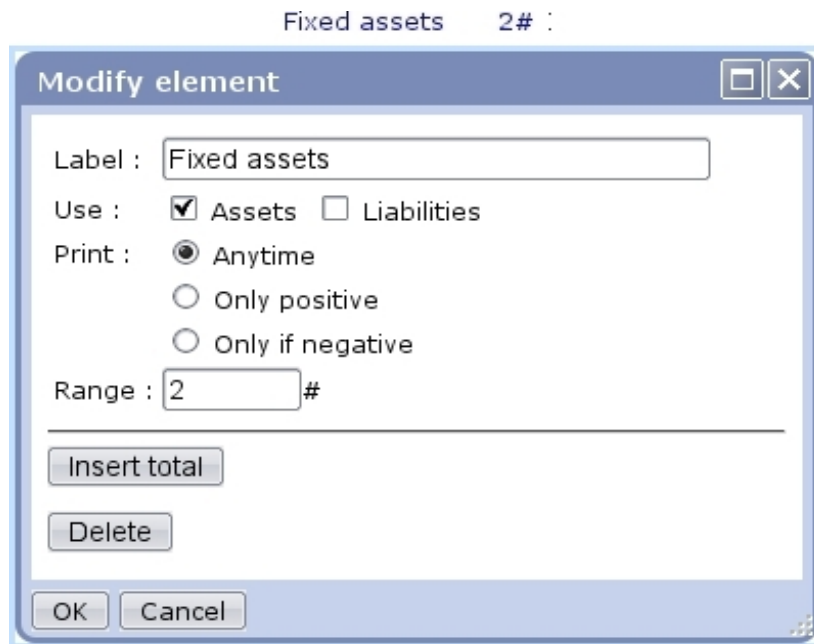 Fixed assets 2# :
Modify element
Label : Fixed assets
Use : Assets Liabilities
Print : Anytime
Only positive
Only if negative
Range : 2 #
Insert total
Delete
OK Cancel